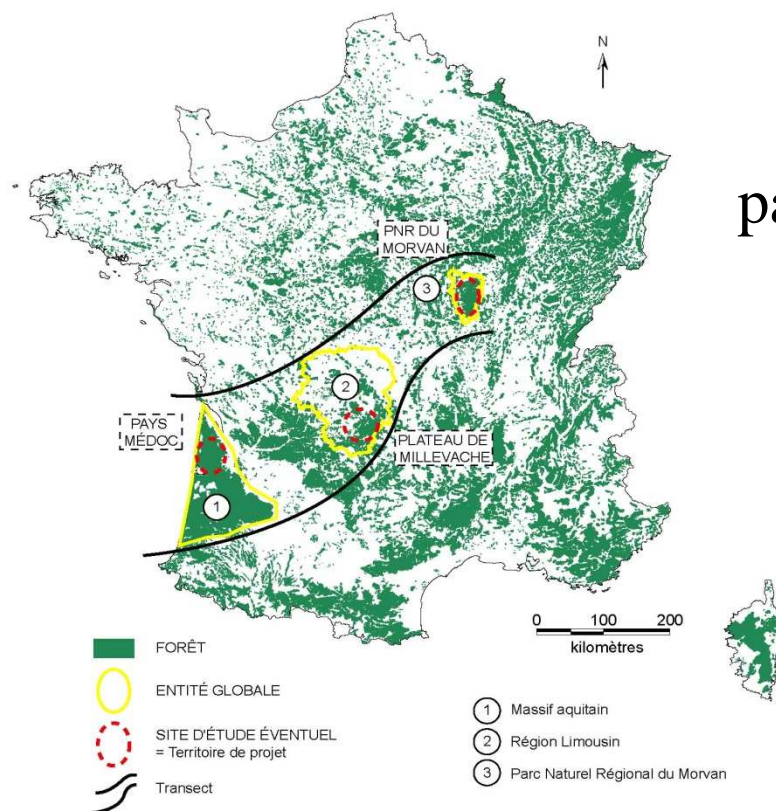 N
pa
PNR DU
MORVAN
3
2
PAYS
MÉDOC
PLATEAU DE
MILLEVACHE
1
0 100 200
kilomètres
FORÊT
ENTITÉ GLOBALE
SITE D'ÉTUDE ÉVENTUEL
= Territoire de projet
Transect
1 Massif aquitain
2 Région Limousin
3 Parc Naturel Régional du Morvan